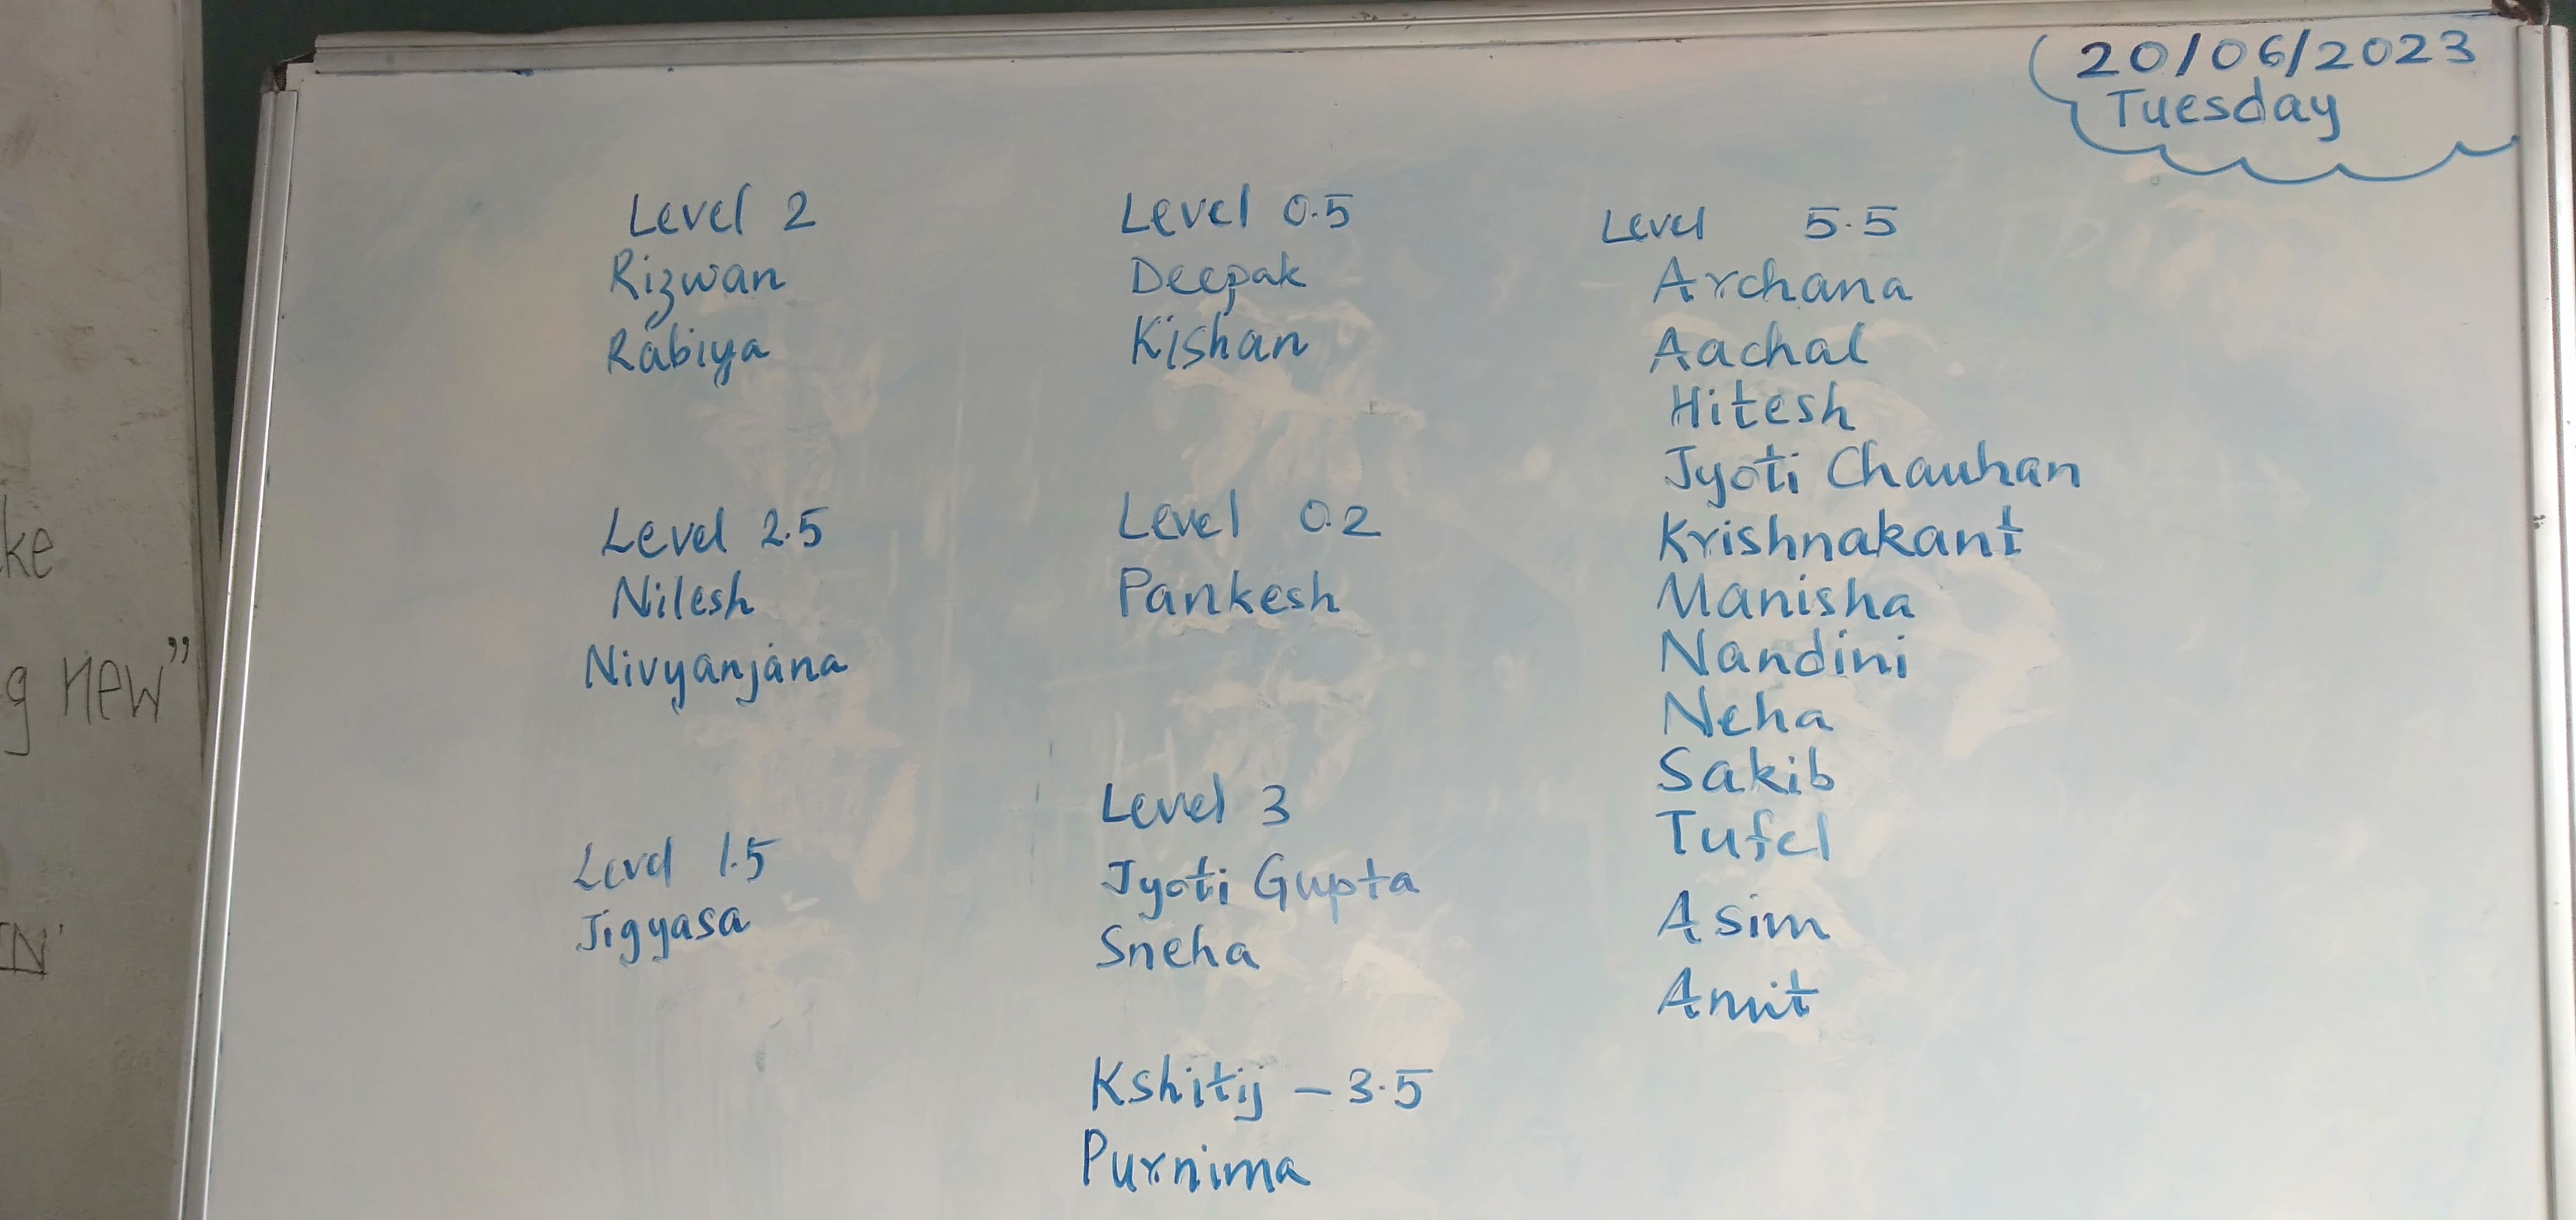 20/06/2023
Tuesday
Level 2
Rizwan
Rabiya
Level 2.5
Nilesh
Nivyanjana
Level 1.5
Jigyasa
Level 0.5
Deepak
Kishan
Level 0.2
Pankesh
Level 3
Jyoti Gupta
Sneha
Kshitij - 3.5
Purnima
Level 5.5
Archana
Aachal
Hitesh
Jyoti Chauhan
Krishnakant
Manisha
Nandini
Neha
Sakib
Tufel
Asim
Amit
ke
g new”
N